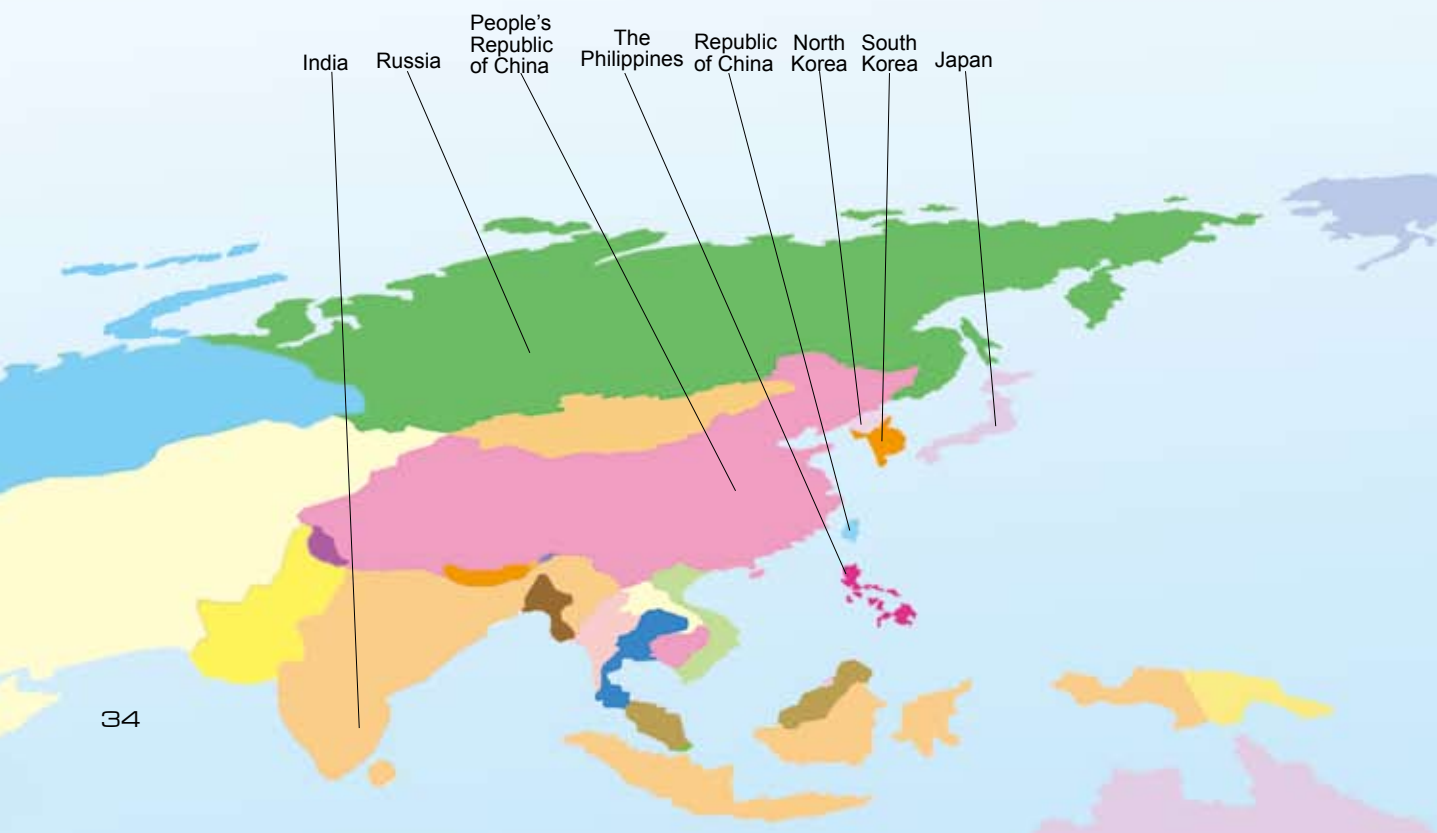 India
Russia
People’s
Republic
of China
The
Philippines
Republic
of China
North
Korea
South
Korea
Japan
34